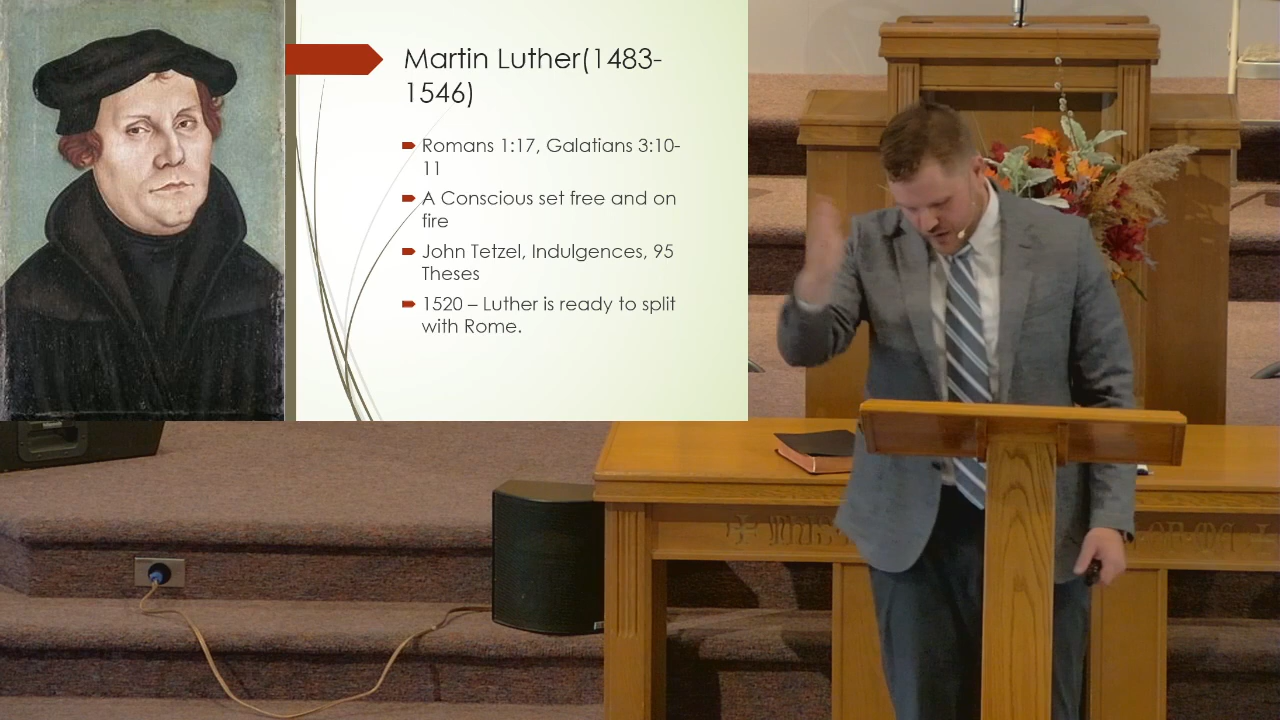 Martin Luther(1483-
1546)
Romans 1:17, Galatians 3:10-
11
A Conscious set free and on
fire
John Tetzel, Indulgences, 95
Theses
1520 – Luther is ready to split
with Rome.